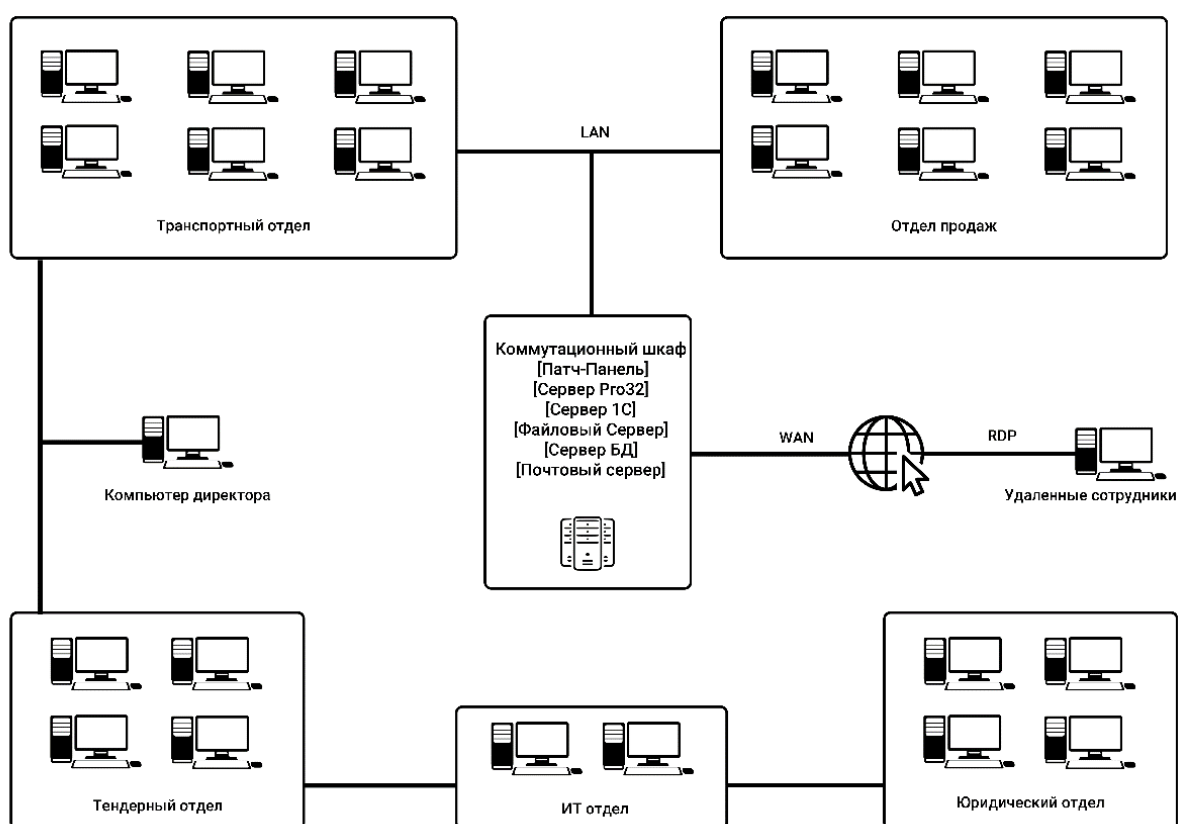 LAN
Транспортный отдел
Отдел продаж
Коммутационный шкаф
[Патч-Панель]
[Сервер Pro32]
[Сервер 1С]
[Файловый Сервер]
[Сервер БД]
[Почтовый сервер]
WAN
RDP
Компьютер директора
Удаленные сотрудники
Тендерный отдел
ИТ отдел
Юридический отдел